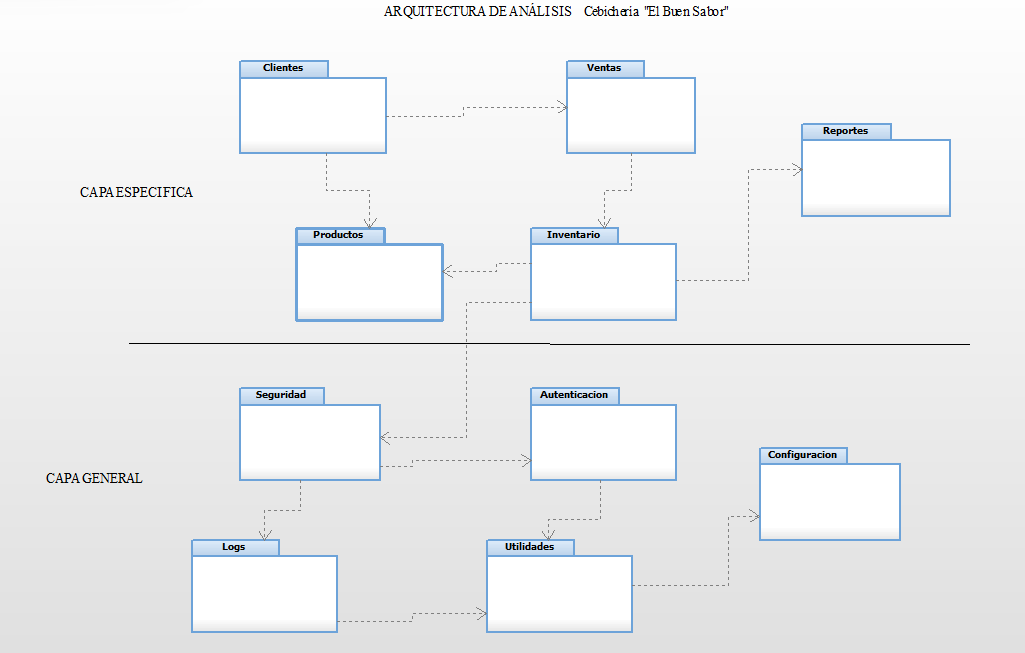 ARQUITECTURA DE ANÁLISIS Cebicheria "El Buen Sabor"
Clientes
Ventas
Reportes
CAPA ESPECIFICA
Productos
Inventario
Seguridad
Autenticacion
Configuracion
CAPA GENERAL
Logs
Utilidades